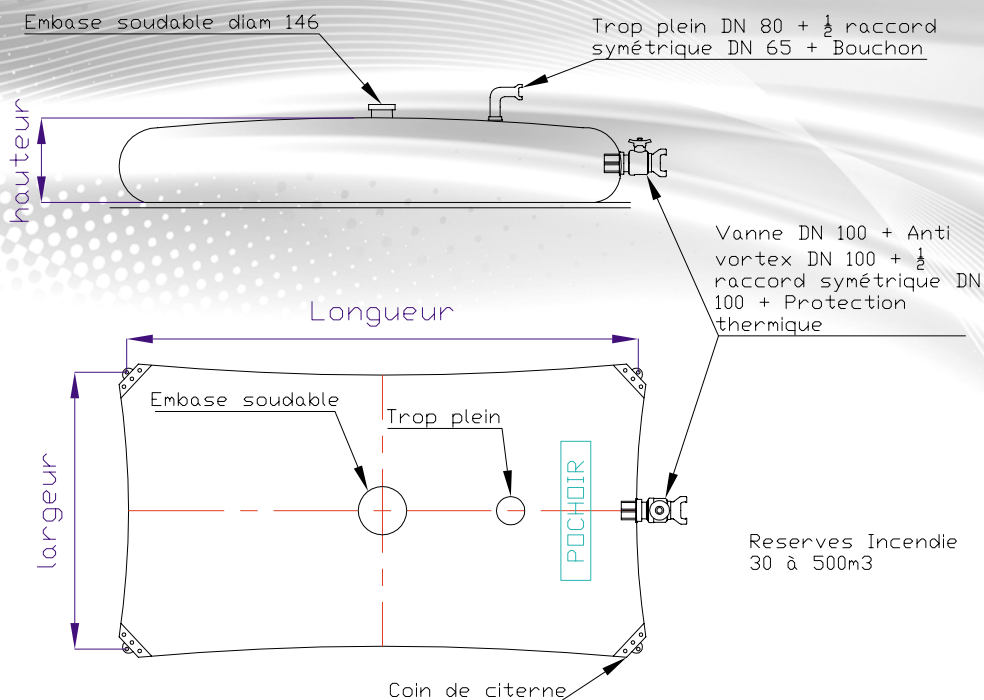 Embase soudable diam 146
Trop plein DN 80 + ½ raccord
symétrique DN 65 + Bouchon
hauteur
Vanne DN 100 + Anti
vortex DN 100 + ½
raccord symétrique DN
100 + Protection
thermique
Longueur
largeur
Embase soudable
Trop plein
POCHOIR
Reserves Incendie
30 à 500m3
Coin de citerne